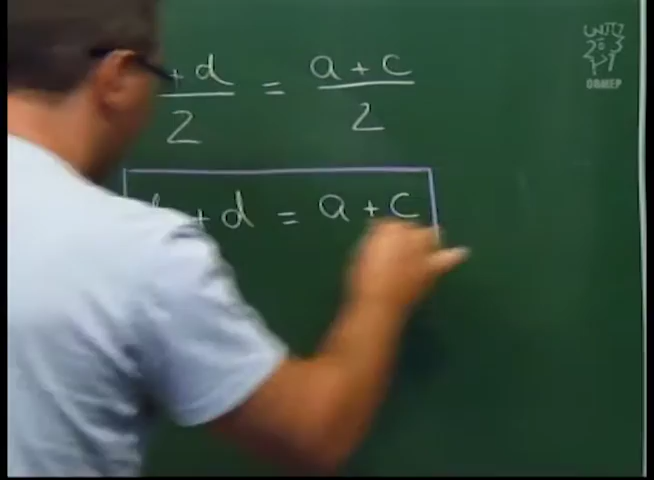 + d / 2 = a + c / 2
+ d = a + c
OBMEP